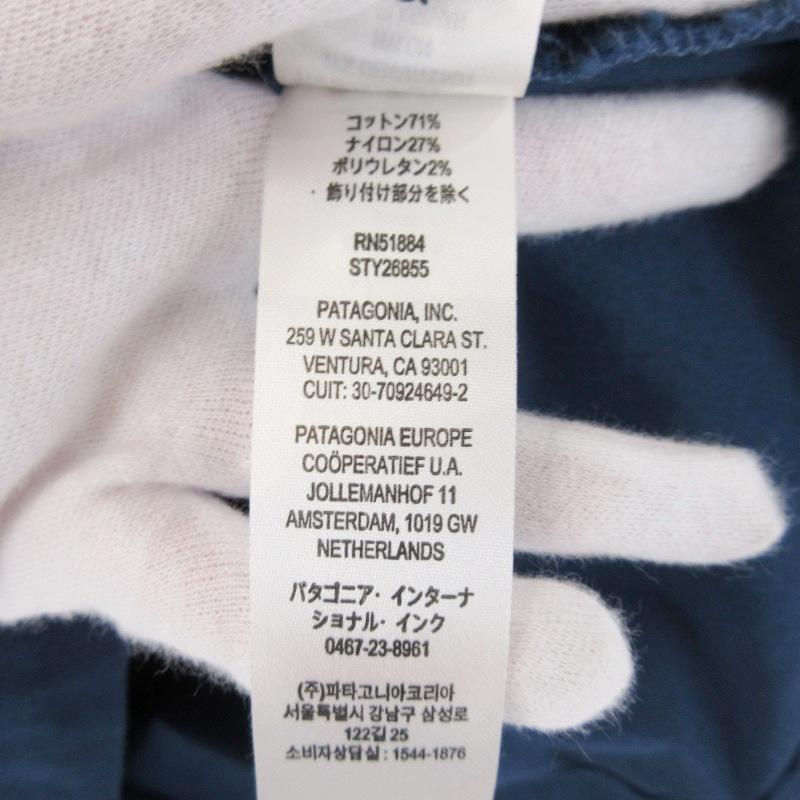 コットン71%
ナイロン27%
ポリウレタン2%
・飾り付け部分を除く
RN51884
STY26855
PATAGONIA, INC.
259 W SANTA CLARA ST.
VENTURA, CA 93001
CUIT: 30-70924649-2
PATAGONIA EUROPE
COÖPERATIEF U.A.
JOLLEMANHOF 11
AMSTERDAM, 1019 GW
NETHERLANDS
パタゴニア・インターナ
ショナル・インク
0467-23-8961
(주)파타고니아코리아
서울특별시 강남구 삼성로
122길 25
소비자상담실 : 1544-1876